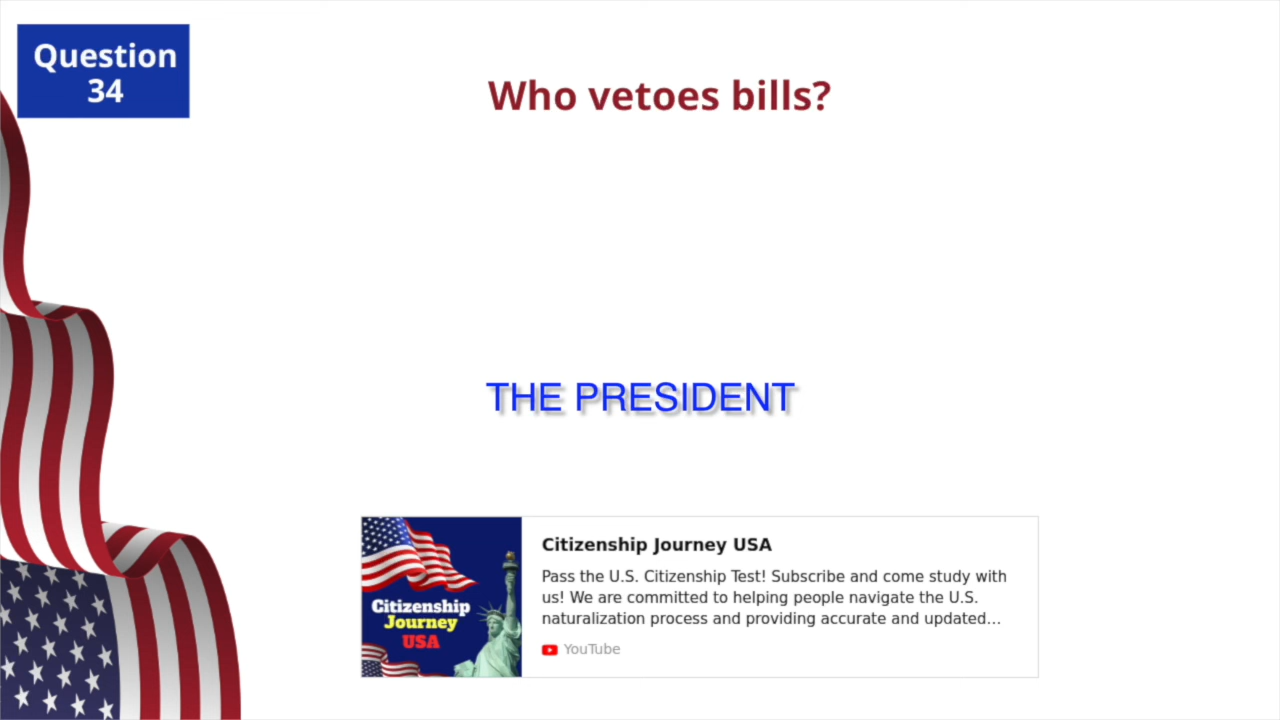 Question
34
Who vetoes bills?
THE PRESIDENT
Citizenship
Journey
USA
Citizenship Journey USA
Pass the U.S. Citizenship Test! Subscribe and come study with
us! We are committed to helping people navigate the U.S.
naturalization process and providing accurate and updated...
YouTube